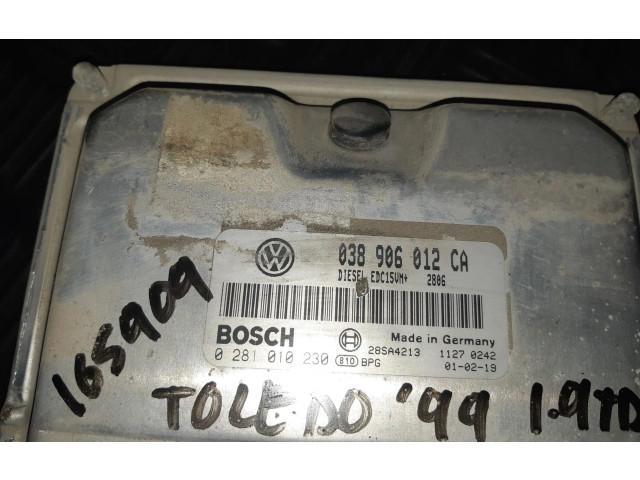 038 906 012 CA
DIESEL EDC15VM+ 2806
BOSCH
Made in Germany
0 281 010 230 810 BPG
28SA4213
1127 0242
01-02-19
165909
TOLEDO '99 1.9TD